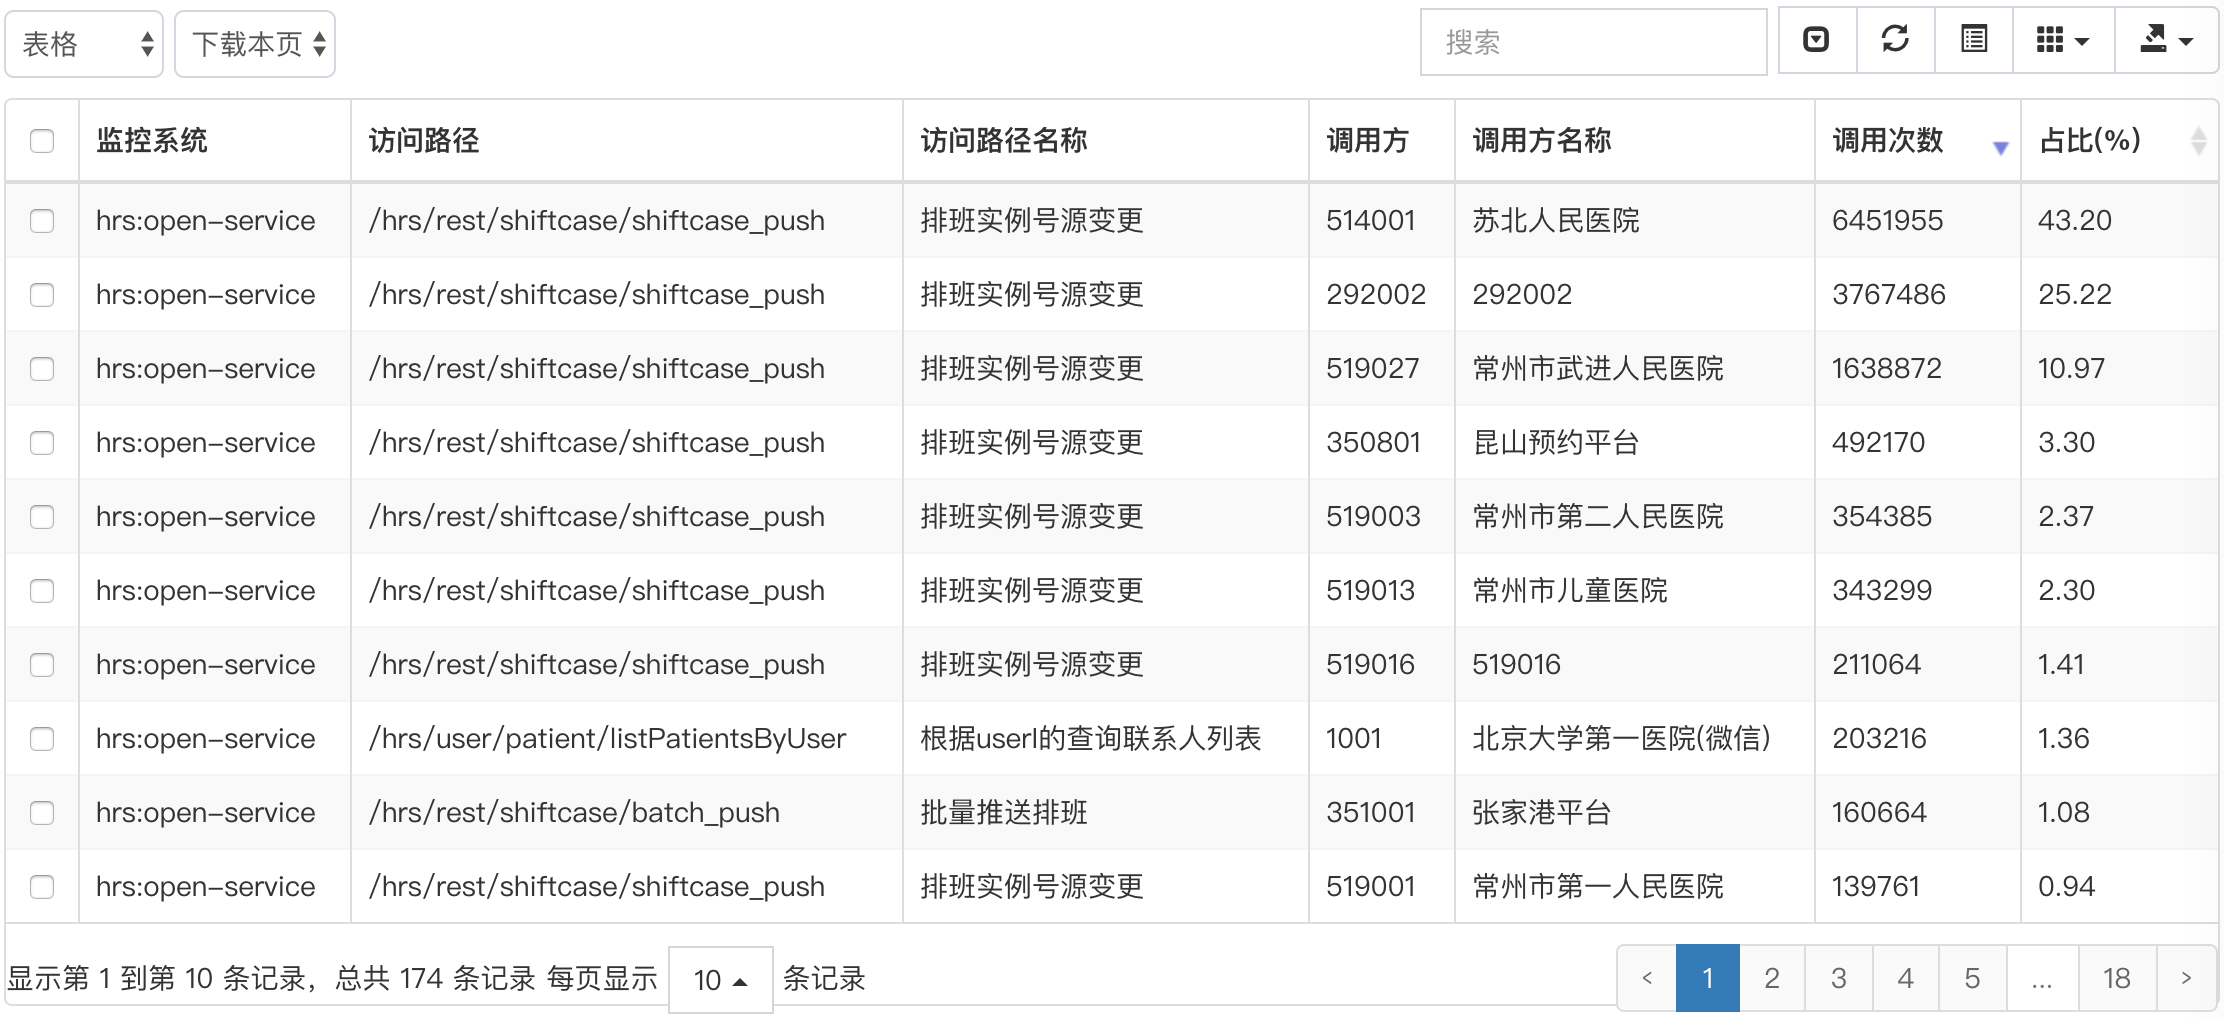 表格 下载本页 搜索
监控系统 访问路径 访问路径名称 调用方 调用方名称 调用次数 占比(%)
hrs:open-service /hrs/rest/shiftcase/shiftcase_push 排班实例号源变更 514001 苏北人民医院 6451955 43.20
hrs:open-service /hrs/rest/shiftcase/shiftcase_push 排班实例号源变更 292002 292002 3767486 25.22
hrs:open-service /hrs/rest/shiftcase/shiftcase_push 排班实例号源变更 519027 常州市武进人民医院 1638872 10.97
hrs:open-service /hrs/rest/shiftcase/shiftcase_push 排班实例号源变更 350801 昆山预约平台 492170 3.30
hrs:open-service /hrs/rest/shiftcase/shiftcase_push 排班实例号源变更 519003 常州市第二人民医院 354385 2.37
hrs:open-service /hrs/rest/shiftcase/shiftcase_push 排班实例号源变更 519013 常州市儿童医院 343299 2.30
hrs:open-service /hrs/rest/shiftcase/shiftcase_push 排班实例号源变更 519016 519016 211064 1.41
hrs:open-service /hrs/user/patient/listPatientsByUser 根据userI的查询联系人列表 1001 北京大学第一医院(微信) 203216 1.36
hrs:open-service /hrs/rest/shiftcase/batch_push 批量推送排班 351001 张家港平台 160664 1.08
hrs:open-service /hrs/rest/shiftcase/shiftcase_push 排班实例号源变更 519001 常州市第一人民医院 139761 0.94
显示第 1 到第 10 条记录，总共 174 条记录 每页显示 10 条记录 ‹ 1 2 3 4 5 ... 18 ›